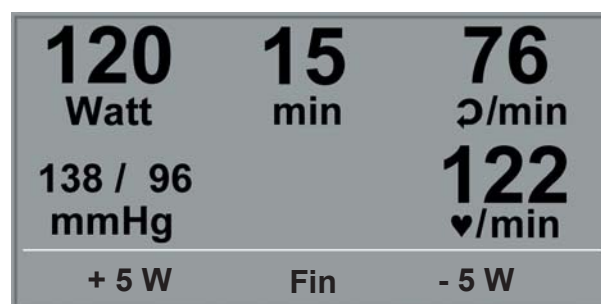 120 15 76
Watt min ↄ/min
138 / 96 122
mmHg ♥/min
+ 5 W Fin - 5 W